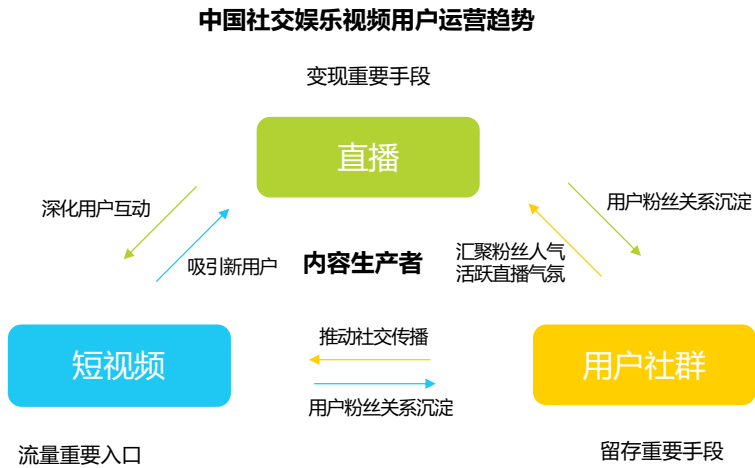 中国社交娱乐视频用户运营趋势
变现重要手段
直播
深化用户互动
用户粉丝关系沉淀
吸引新用户
内容生产者
汇聚粉丝人气
活跃直播气氛
推动社交传播
短视频
用户社群
用户粉丝关系沉淀
流量重要入口
留存重要手段